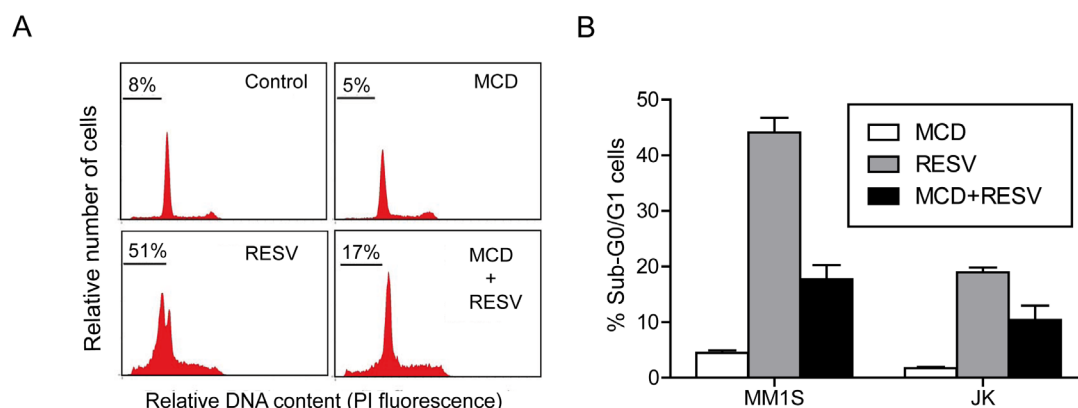 A
Relative number of cells
8%
Control
5%
MCD
51%
RESV
17%
MCD
+
RESV
Relative DNA content (PI fluorescence)
B
% Sub-G0/G1 cells
50
40
30
20
10
0
MCD
RESV
MCD+RESV
MM1S
JK